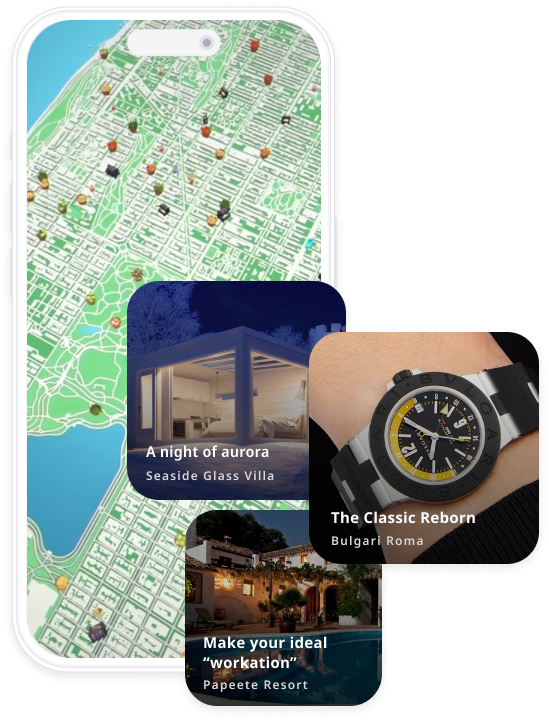 A night of aurora
Seaside Glass Villa
The Classic Reborn
Bulgari Roma
Make your ideal
“workation”
Papeete Resort